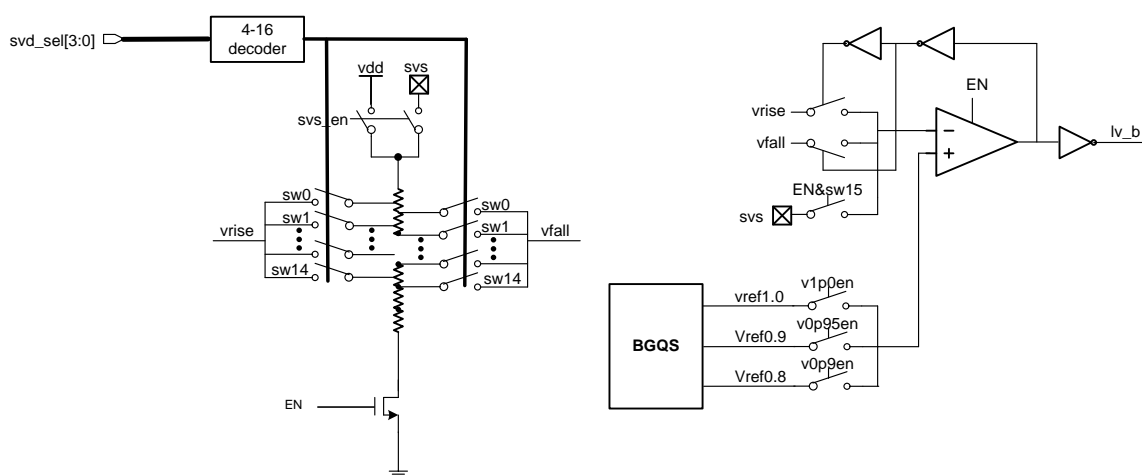 svd_sel[3:0]
4-16
decoder
vdd
svs
svs_en
sw0
sw1
sw14
vrise
sw0
sw1
sw14
vfall
EN
vrise
vfall
EN&sw15
svs
EN
lv_b
BGQS
vref1.0
Vref0.9
Vref0.8
v1p0en
v0p95en
v0p9en